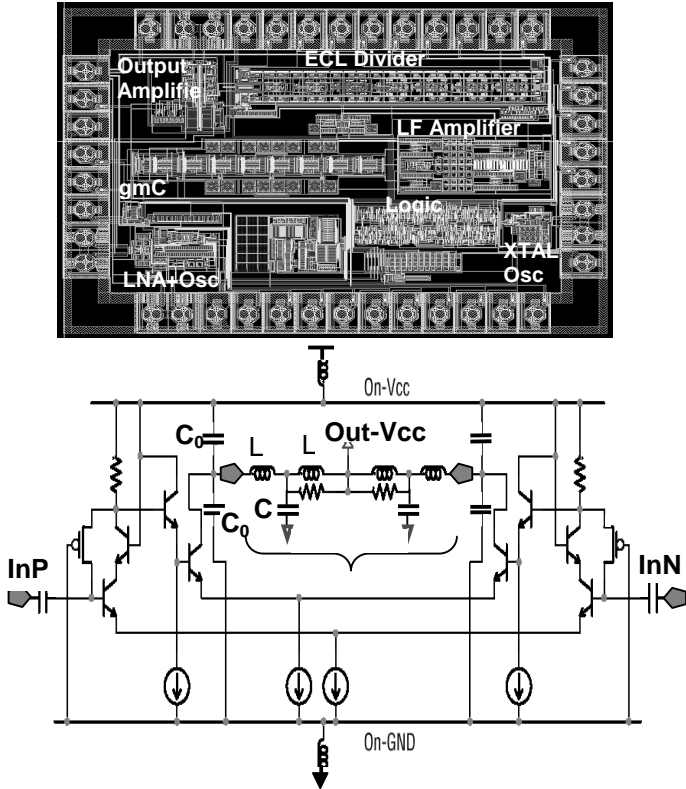 Output
Amplifie
ECL Divider
LF Amplifier
gmC
Logic
LNA+Osc
XTAL
Osc
On-Vcc
C₀
L
L
Out-Vcc
C₀
C
InP
InN
On-GND